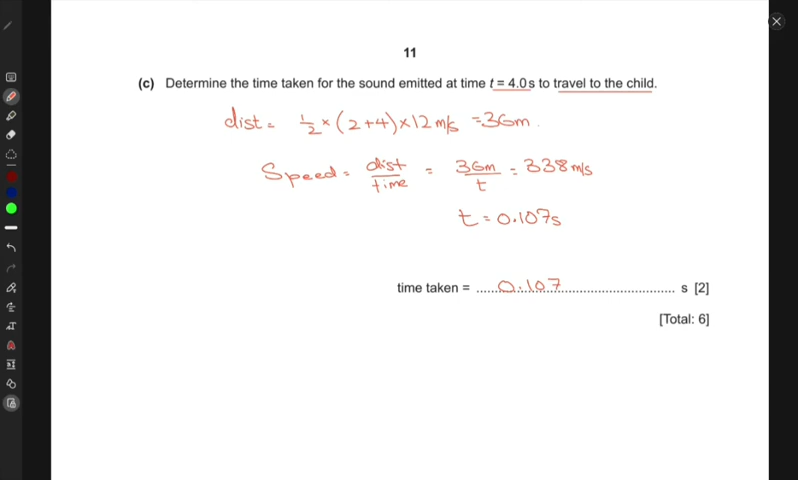 11
(c) Determine the time taken for the sound emitted at time t = 4.0 s to travel to the child.
dist = 1/2 × (2+4) × 12 m/s = 36m.
Speed = dist/time = 36m/t = 338 m/s
t = 0.107s
time taken = ......0.107...................... s [2]
[Total: 6]